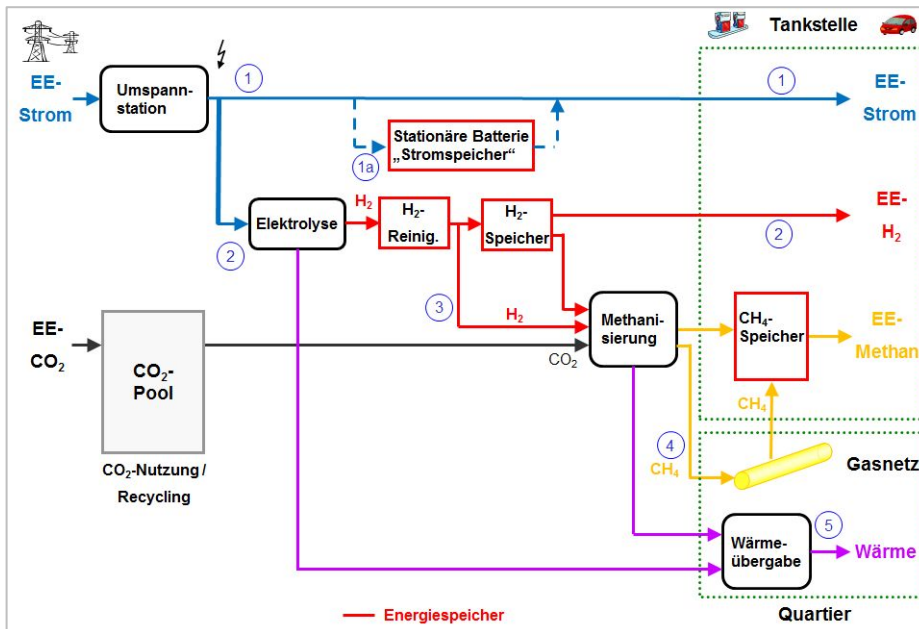 Tankstelle
EE-
Strom
Umspann-
station
1
1
EE-
Strom
1a
Stationäre Batterie
„Stromspeicher“
2
Elektrolyse
H₂
H₂-
Reinig.
H₂-
Speicher
2
EE-
H₂
3
H₂
Methani-
sierung
CH₄-
Speicher
EE-
Methan
EE-
CO₂
CO₂-
Pool
CO₂
CH₄
CO₂-Nutzung /
Recycling
4
CH₄
Gasnetz
Wärme-
übergabe
5
Wärme
Energiespeicher
Quartier